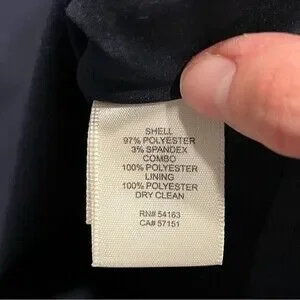 SHELL
97% POLYESTER
3% SPANDEX
COMBO
100% POLYESTER
LINING
100% POLYESTER
DRY CLEAN
RN# 54163
CA# 57151